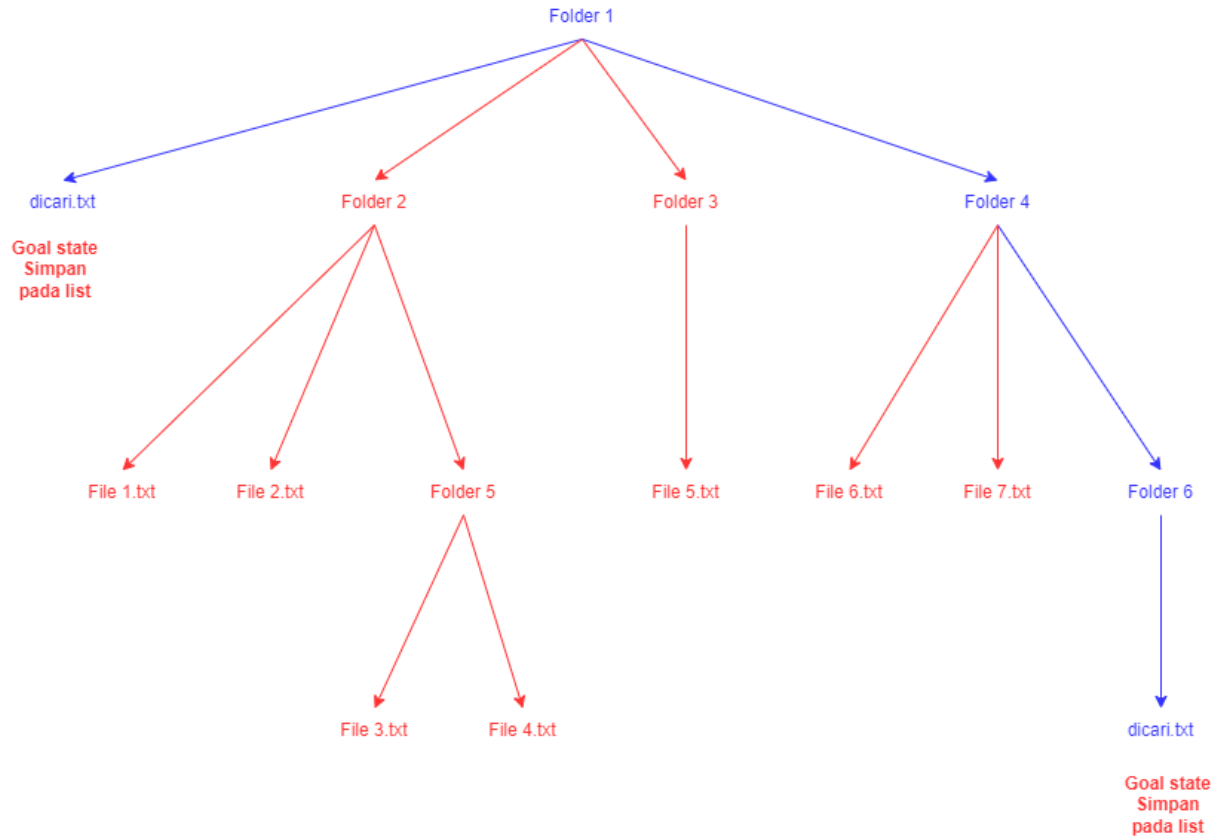 Folder 1
dicari.txt
Folder 2
Folder 3
Folder 4
Goal state
Simpan
pada list
File 1.txt
File 2.txt
Folder 5
File 5.txt
File 6.txt
File 7.txt
Folder 6
File 3.txt
File 4.txt
dicari.txt
Goal state
Simpan
pada list